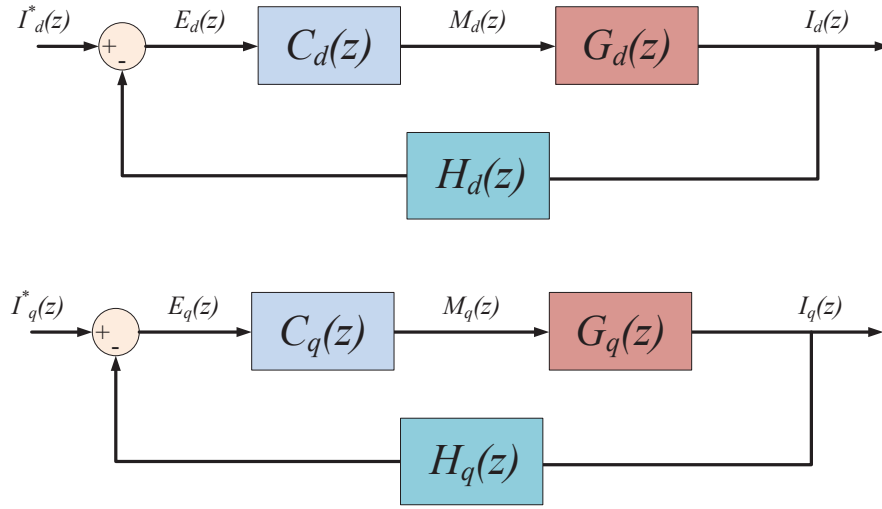 I*d(z) Ed(z) Md(z) Id(z)
+ Cd(z) Gd(z)
-
Hd(z)
I*q(z) Eq(z) Mq(z) Iq(z)
+ Cq(z) Gq(z)
-
Hq(z)